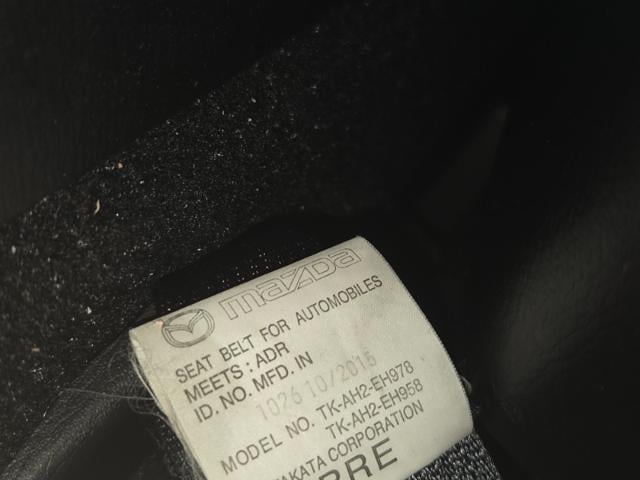 mazda
SEAT BELT FOR AUTOMOBILES
MEETS : ADR
ID. NO. MFD. IN
1026 10/2015
MODEL NO. TK-AH2-EH978
TK-AH2-EH958
TAKATA CORPORATION
RRE